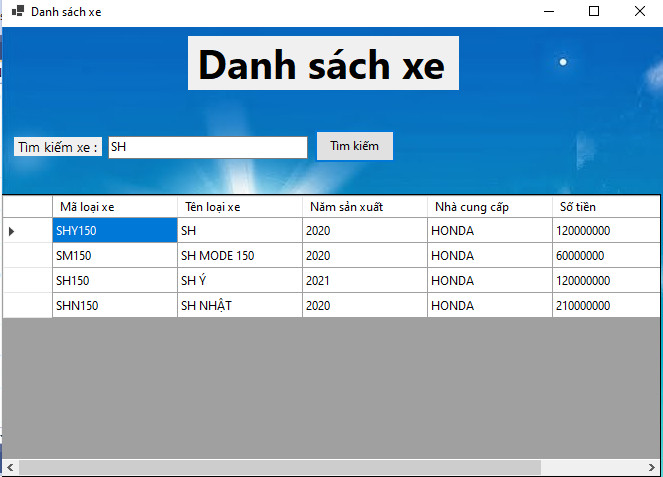 Danh sách xe
Danh sách xe
Tìm kiếm xe : SH Tìm kiếm
Mã loại xe Tên loại xe Năm sản xuất Nhà cung cấp Số tiền
SHY150 SH 2020 HONDA 120000000
SM150 SH MODE 150 2020 HONDA 60000000
SH150 SH Ý 2021 HONDA 120000000
SHN150 SH NHẬT 2020 HONDA 210000000